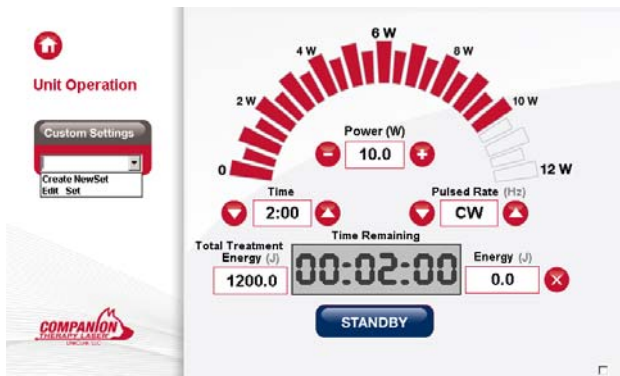 Unit Operation
Custom Settings
Create NewSet
Edit Set
COMPANION
THERAPY LASER
0
2 W
4 W
6 W
8 W
10 W
12 W
Power (W)
10.0
Time
2:00
Pulsed Rate (Hz)
CW
Time Remaining
00:02:00
Total Treatment
Energy (J)
1200.0
Energy (J)
0.0
STANDBY